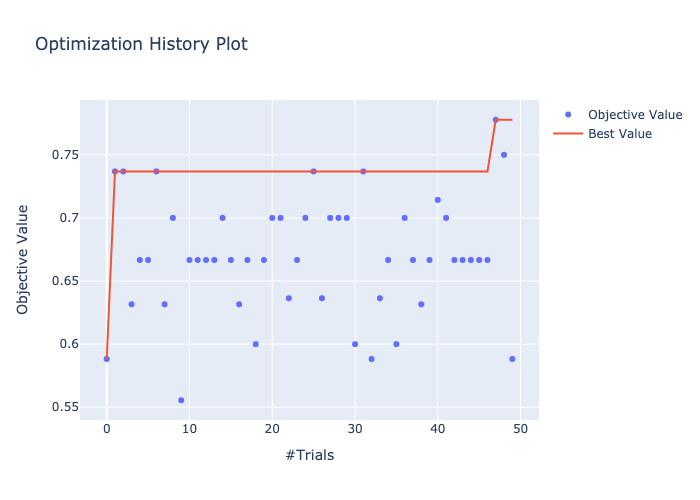 Optimization History Plot
Objective Value
Best Value
0.75
0.7
0.65
0.6
0.55
Objective Value
0
10
20
30
40
50
#Trials